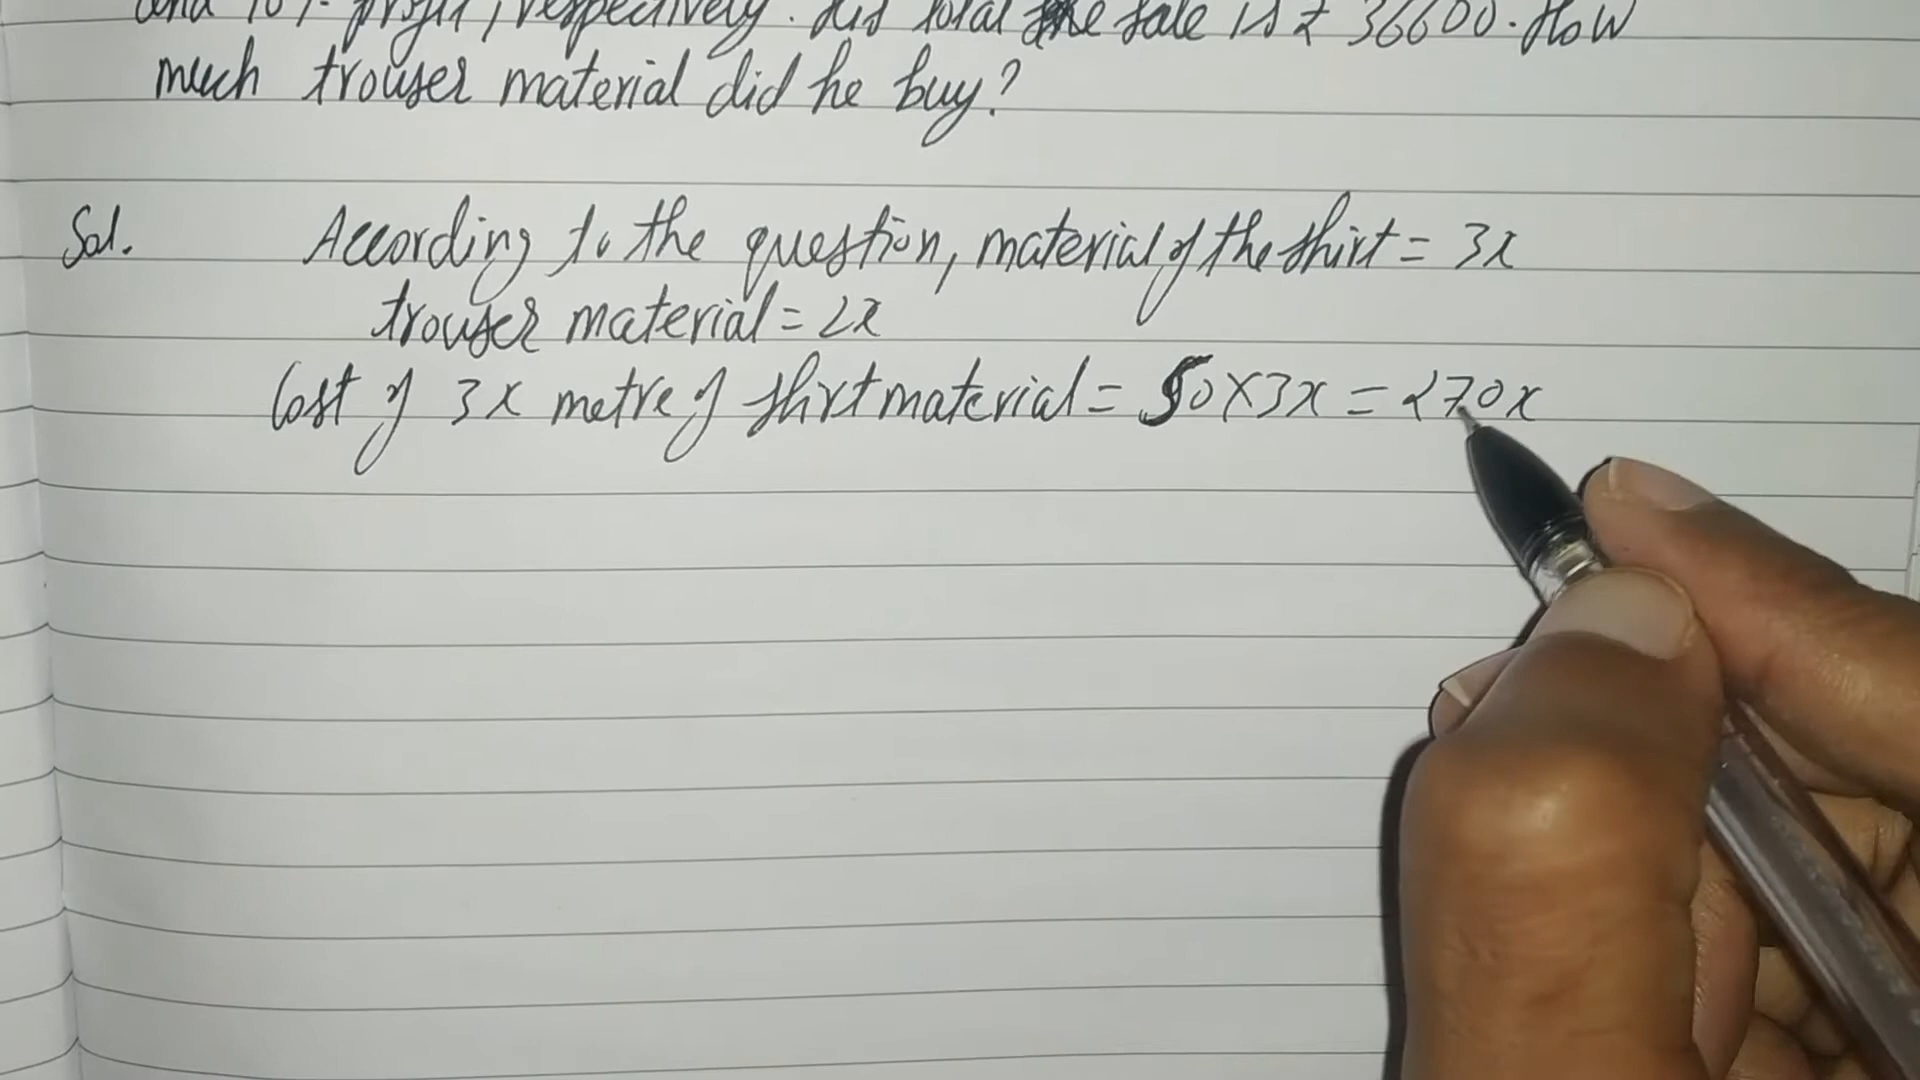 and 10% profit, respectively. His total the sale is ₹ 36600. How
much trouser material did he buy?
Sol. According to the question, material of the shirt = 3x
trouser material = 2x
Cost of 3x metre of shirt material = 50 X 3x = 270x